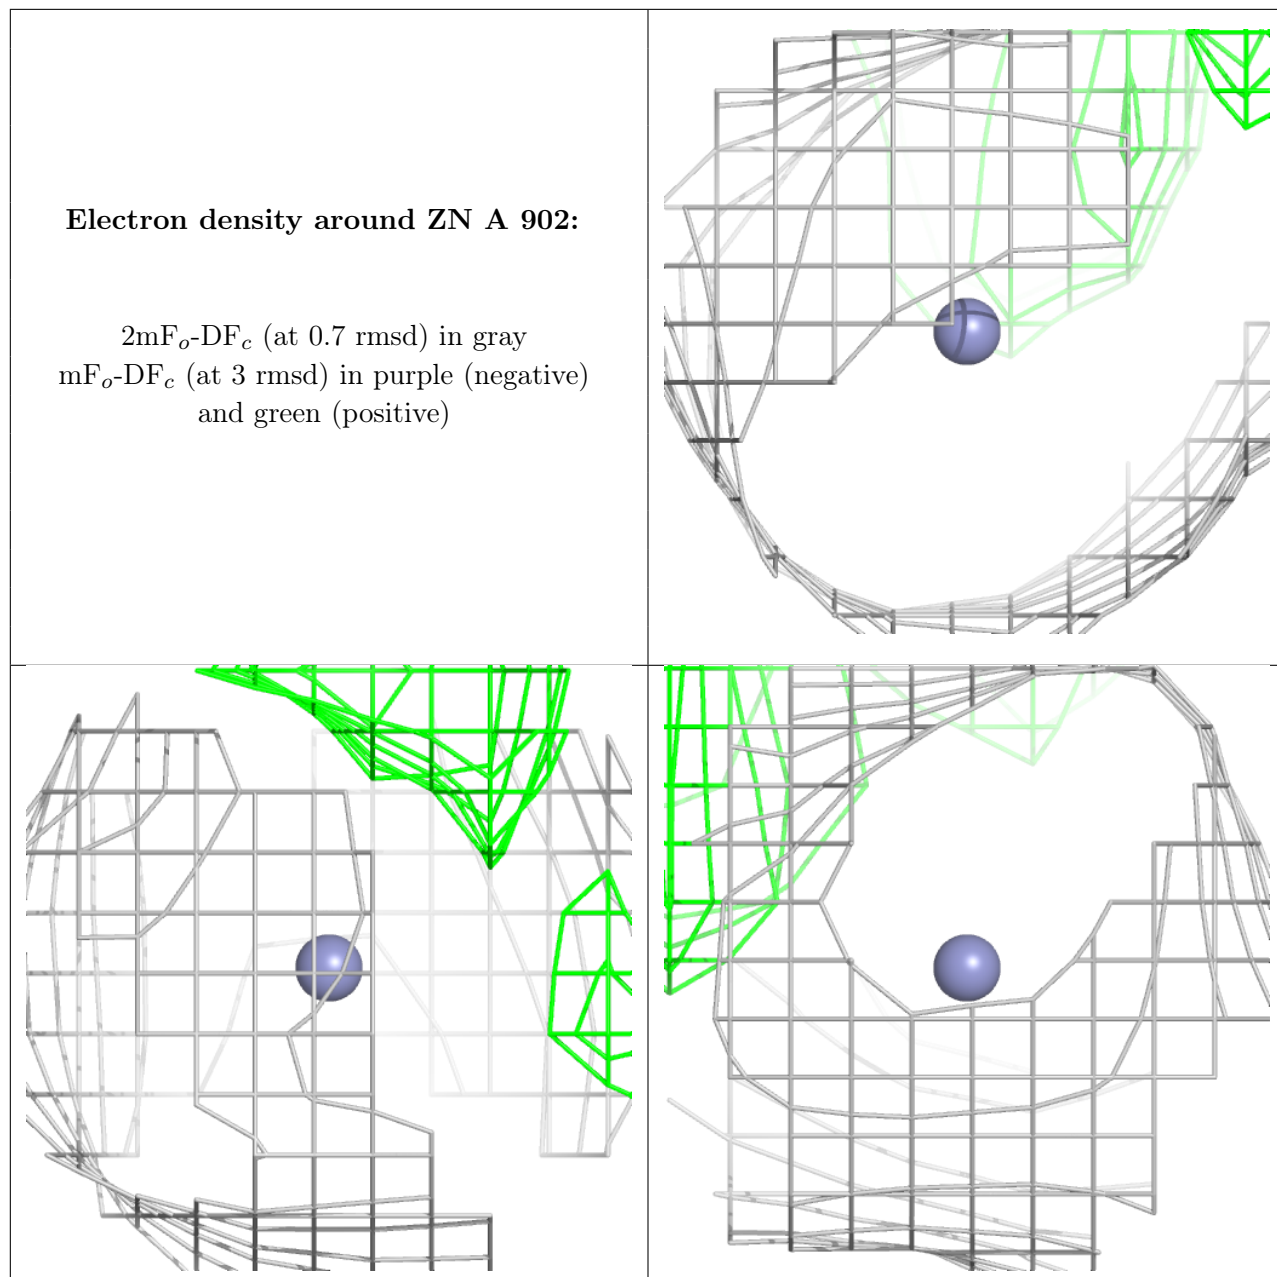 Electron density around ZN A 902:
2mFo-DFc (at 0.7 rmsd) in gray
mFo-DFc (at 3 rmsd) in purple (negative)
and green (positive)